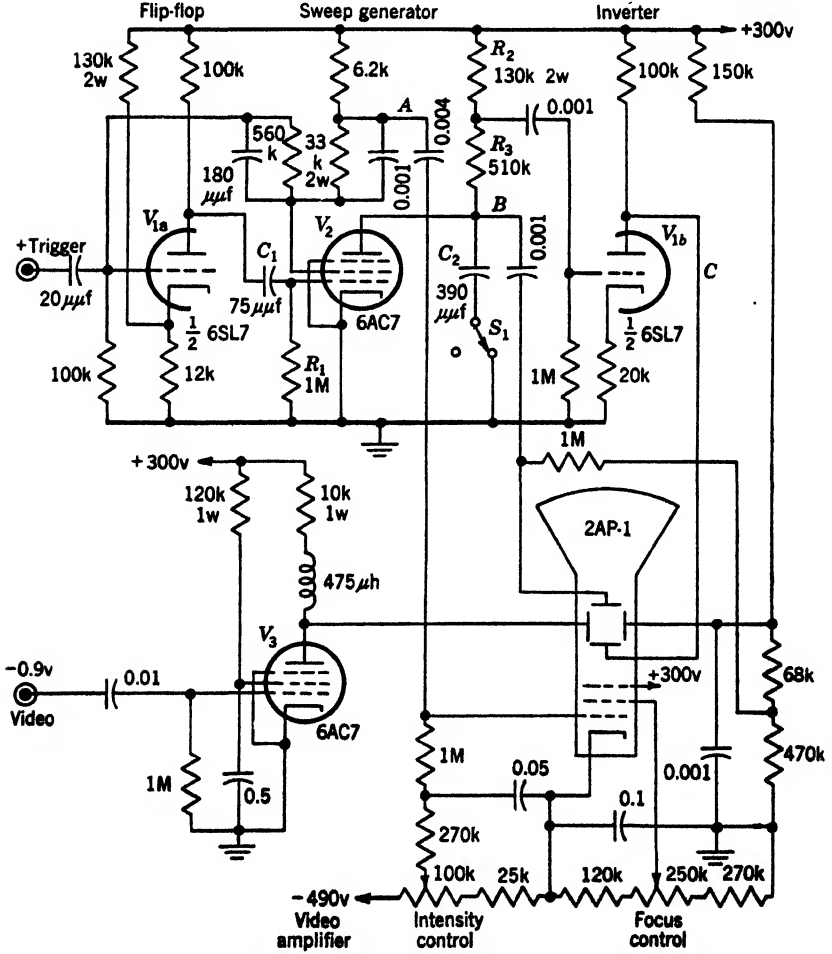 Flip-flop
Sweep generator
Inverter
+300v
130k
2w
100k
6.2k
R2
130k 2w
100k
150k
A
0.004
0.001
560
k
33
k
2w
0.001
R3
510k
180
μμf
B
V1a
V2
0.001
V1b
+Trigger
C1
C2
C
20μμf
75μμf
390
μμf
S1
1/2 6SL7
6AC7
1/2 6SL7
100k
12k
R1
1M
1M
20k
1M
+300v
120k
1w
10k
1w
2AP-1
475μh
V3
−0.9v
0.01
+300v
68k
Video
6AC7
1M
0.5
1M
0.05
0.001
470k
0.1
270k
−490v
100k
25k
120k
250k
270k
Video
amplifier
Intensity
control
Focus
control